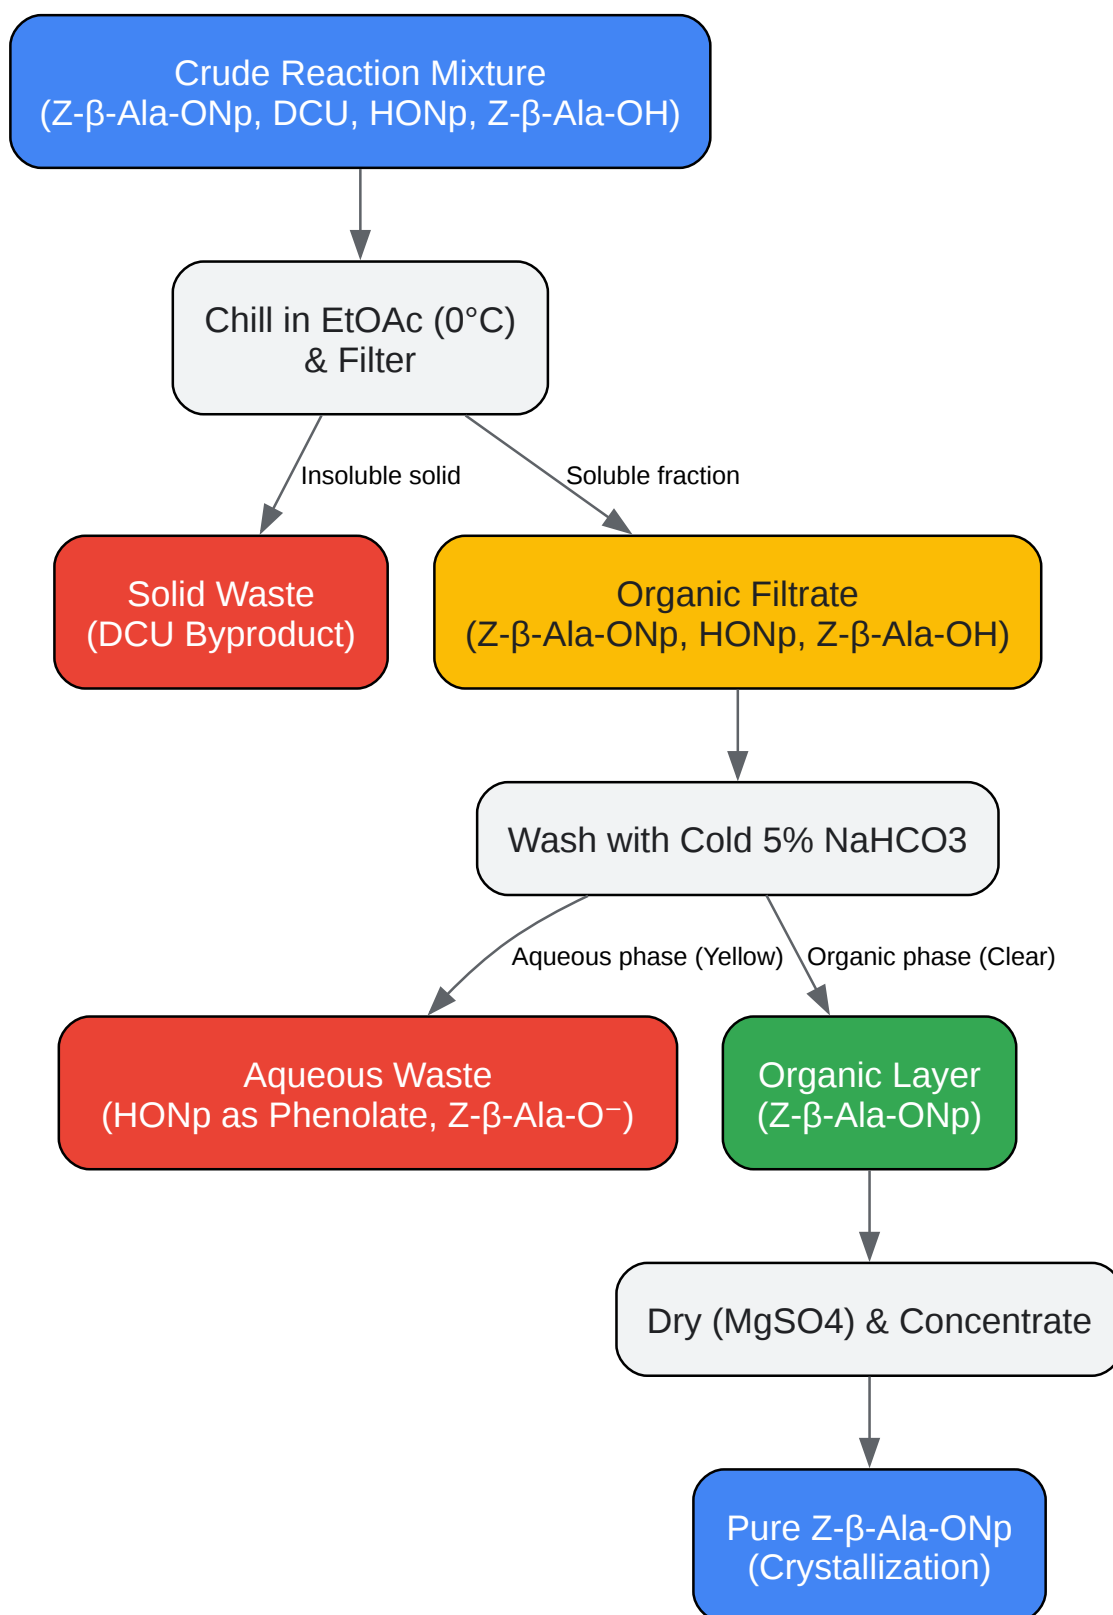 Crude Reaction Mixture
(Z-β-Ala-ONp, DCU, HONp, Z-β-Ala-OH)
Chill in EtOAc (0°C)
& Filter
Insoluble solid
Soluble fraction
Solid Waste
(DCU Byproduct)
Organic Filtrate
(Z-β-Ala-ONp, HONp, Z-β-Ala-OH)
Wash with Cold 5% NaHCO3
Aqueous phase (Yellow)
Organic phase (Clear)
Aqueous Waste
(HONp as Phenolate, Z-β-Ala-O⁻)
Organic Layer
(Z-β-Ala-ONp)
Dry (MgSO4) & Concentrate
Pure Z-β-Ala-ONp
(Crystallization)